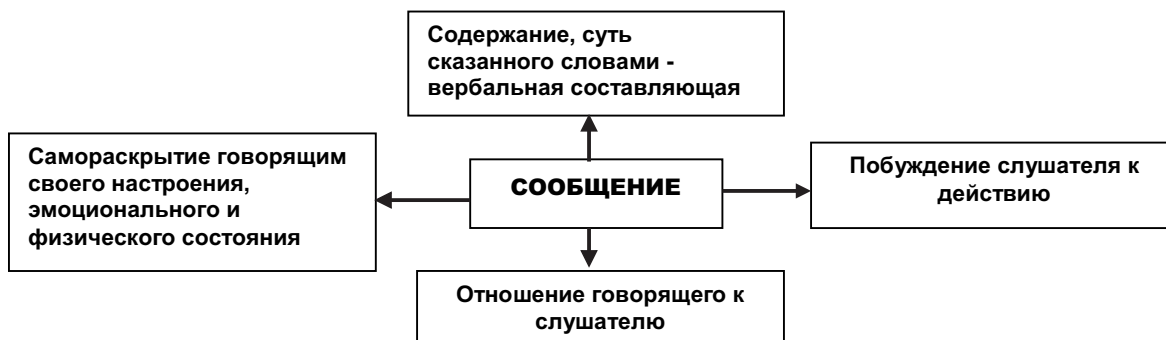 Содержание, суть
сказанного словами -
вербальная составляющая
Самораскрытие говорящим
своего настроения,
эмоционального и
физического состояния
СООБЩЕНИЕ
Побуждение слушателя к
действию
Отношение говорящего к
слушателю